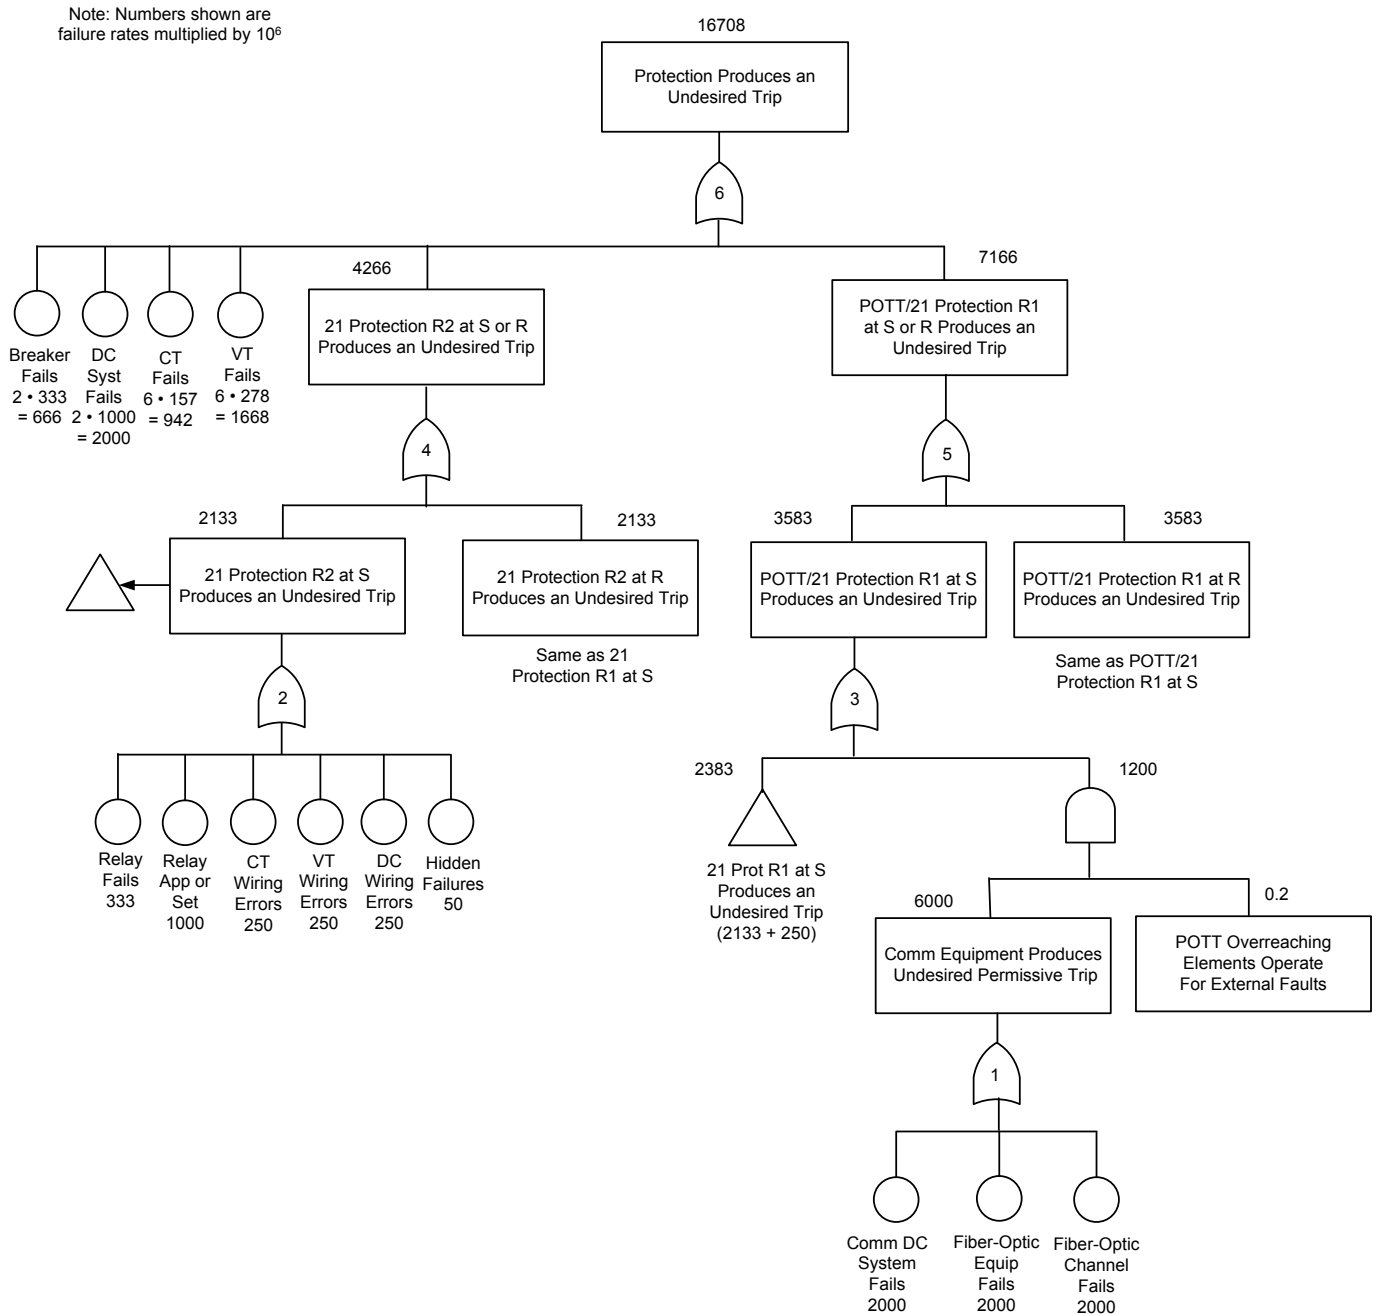 Note: Numbers shown are
failure rates multiplied by 10⁶
16708
Protection Produces an
Undesired Trip
6
4266
7166
21 Protection R2 at S or R
Produces an Undesired Trip
POTT/21 Protection R1
at S or R Produces an
Undesired Trip
Breaker
Fails
2 • 333
= 666
DC
Syst
Fails
2 • 1000
= 2000
CT
Fails
6 • 157
= 942
VT
Fails
6 • 278
= 1668
4
5
2133
2133
3583
3583
21 Protection R2 at S
Produces an Undesired Trip
21 Protection R2 at R
Produces an Undesired Trip
Same as 21
Protection R1 at S
POTT/21 Protection R1 at S
Produces an Undesired Trip
POTT/21 Protection R1 at R
Produces an Undesired Trip
Same as POTT/21
Protection R1 at S
2
3
2383
1200
Relay
Fails
333
Relay
App or
Set
1000
CT
Wiring
Errors
250
VT
Wiring
Errors
250
DC
Wiring
Errors
250
Hidden
Failures
50
21 Prot R1 at S
Produces an
Undesired Trip
(2133 + 250)
6000
0.2
Comm Equipment Produces
Undesired Permissive Trip
POTT Overreaching
Elements Operate
For External Faults
1
Comm DC
System
Fails
2000
Fiber-Optic
Equip
Fails
2000
Fiber-Optic
Channel
Fails
2000